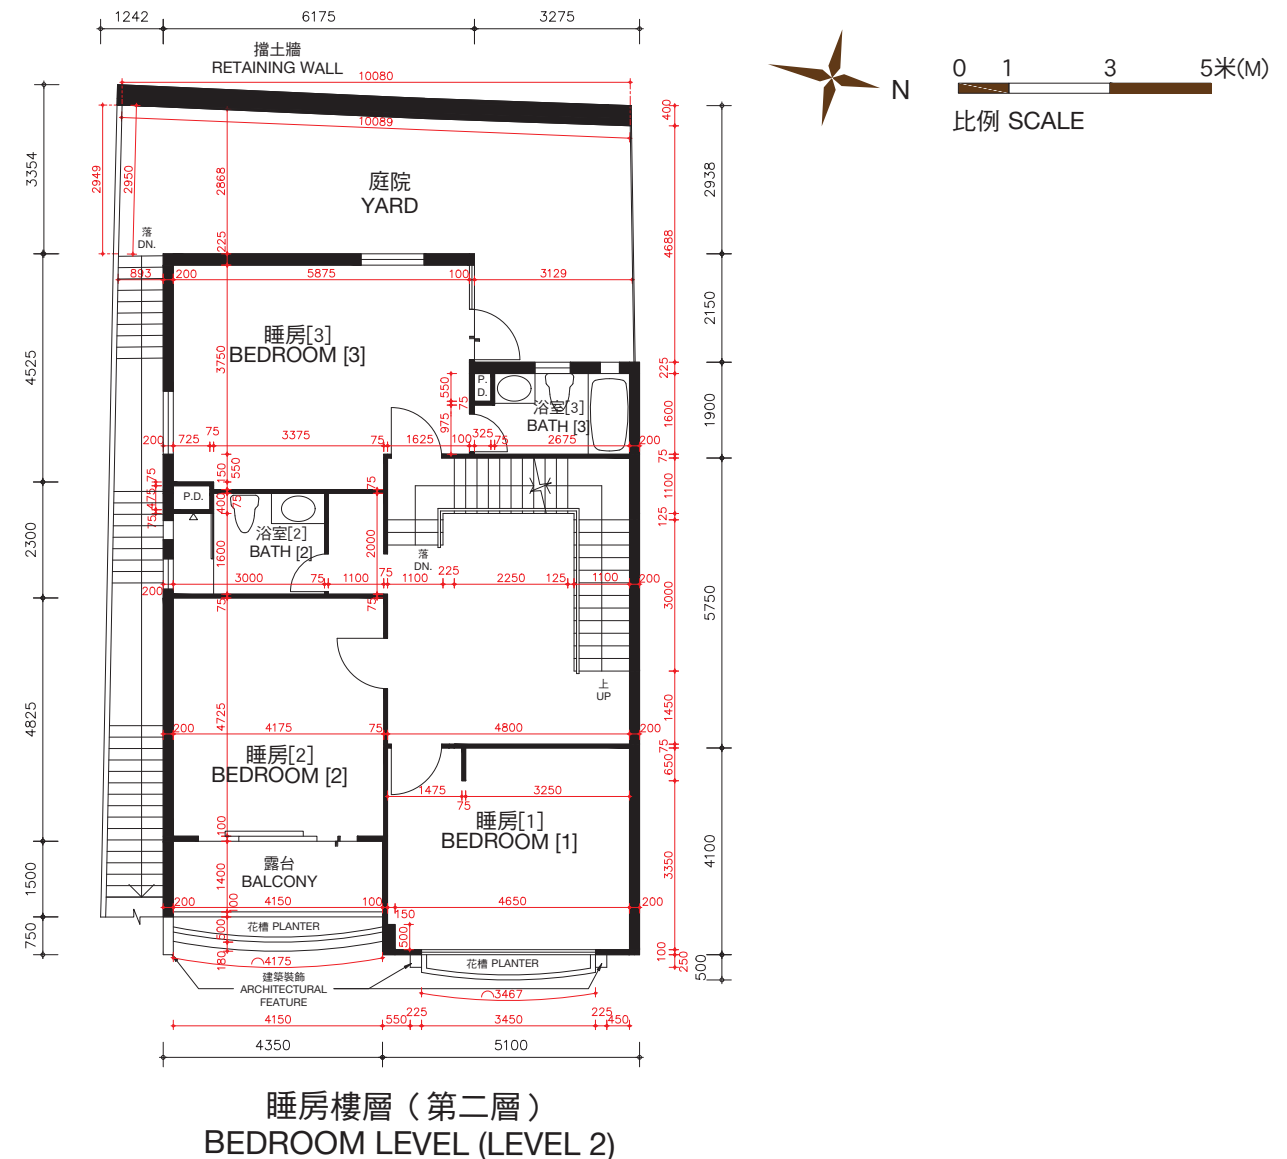 1242 6175 3275
擋土牆
RETAINING WALL
10080
10089
N
0 1 3 5米(M)
比例 SCALE
3354
2949
2950
2868
225
庭院
YARD
400
2938
4688
落
DN.
893 200 5875 100 3129
2150
睡房[3]
BEDROOM [3]
3750
4525
225
P.
D.
550
75
975
浴室[3]
BATH [3]
1600
1900
200 725 75 3375 75 1625 100 325 75 2675 200
75
150
550
75
475
75
P.D.
400
75
75
1100
125
2300
浴室[2]
BATH [2]
1600
2000
落
DN.
200 3000 75 1100 75 1100 225 2250 125 1100 200
75
75
3000
5750
上
UP
4825
4725
1450
200 4175 75 4800 200
75
650
睡房[2]
BEDROOM [2]
1475 75 3250
睡房[1]
BEDROOM [1]
100
3350
4100
露台
BALCONY
1400
1500
200 4150 100 4650 200
100
150
500
花槽 PLANTER
500
180
750
4175
花槽 PLANTER
100
250
500
建築裝飾
ARCHITECTURAL
FEATURE
3467
4150 550 225 3450 225 450
4350 5100
睡房樓層（第二層）
BEDROOM LEVEL (LEVEL 2)